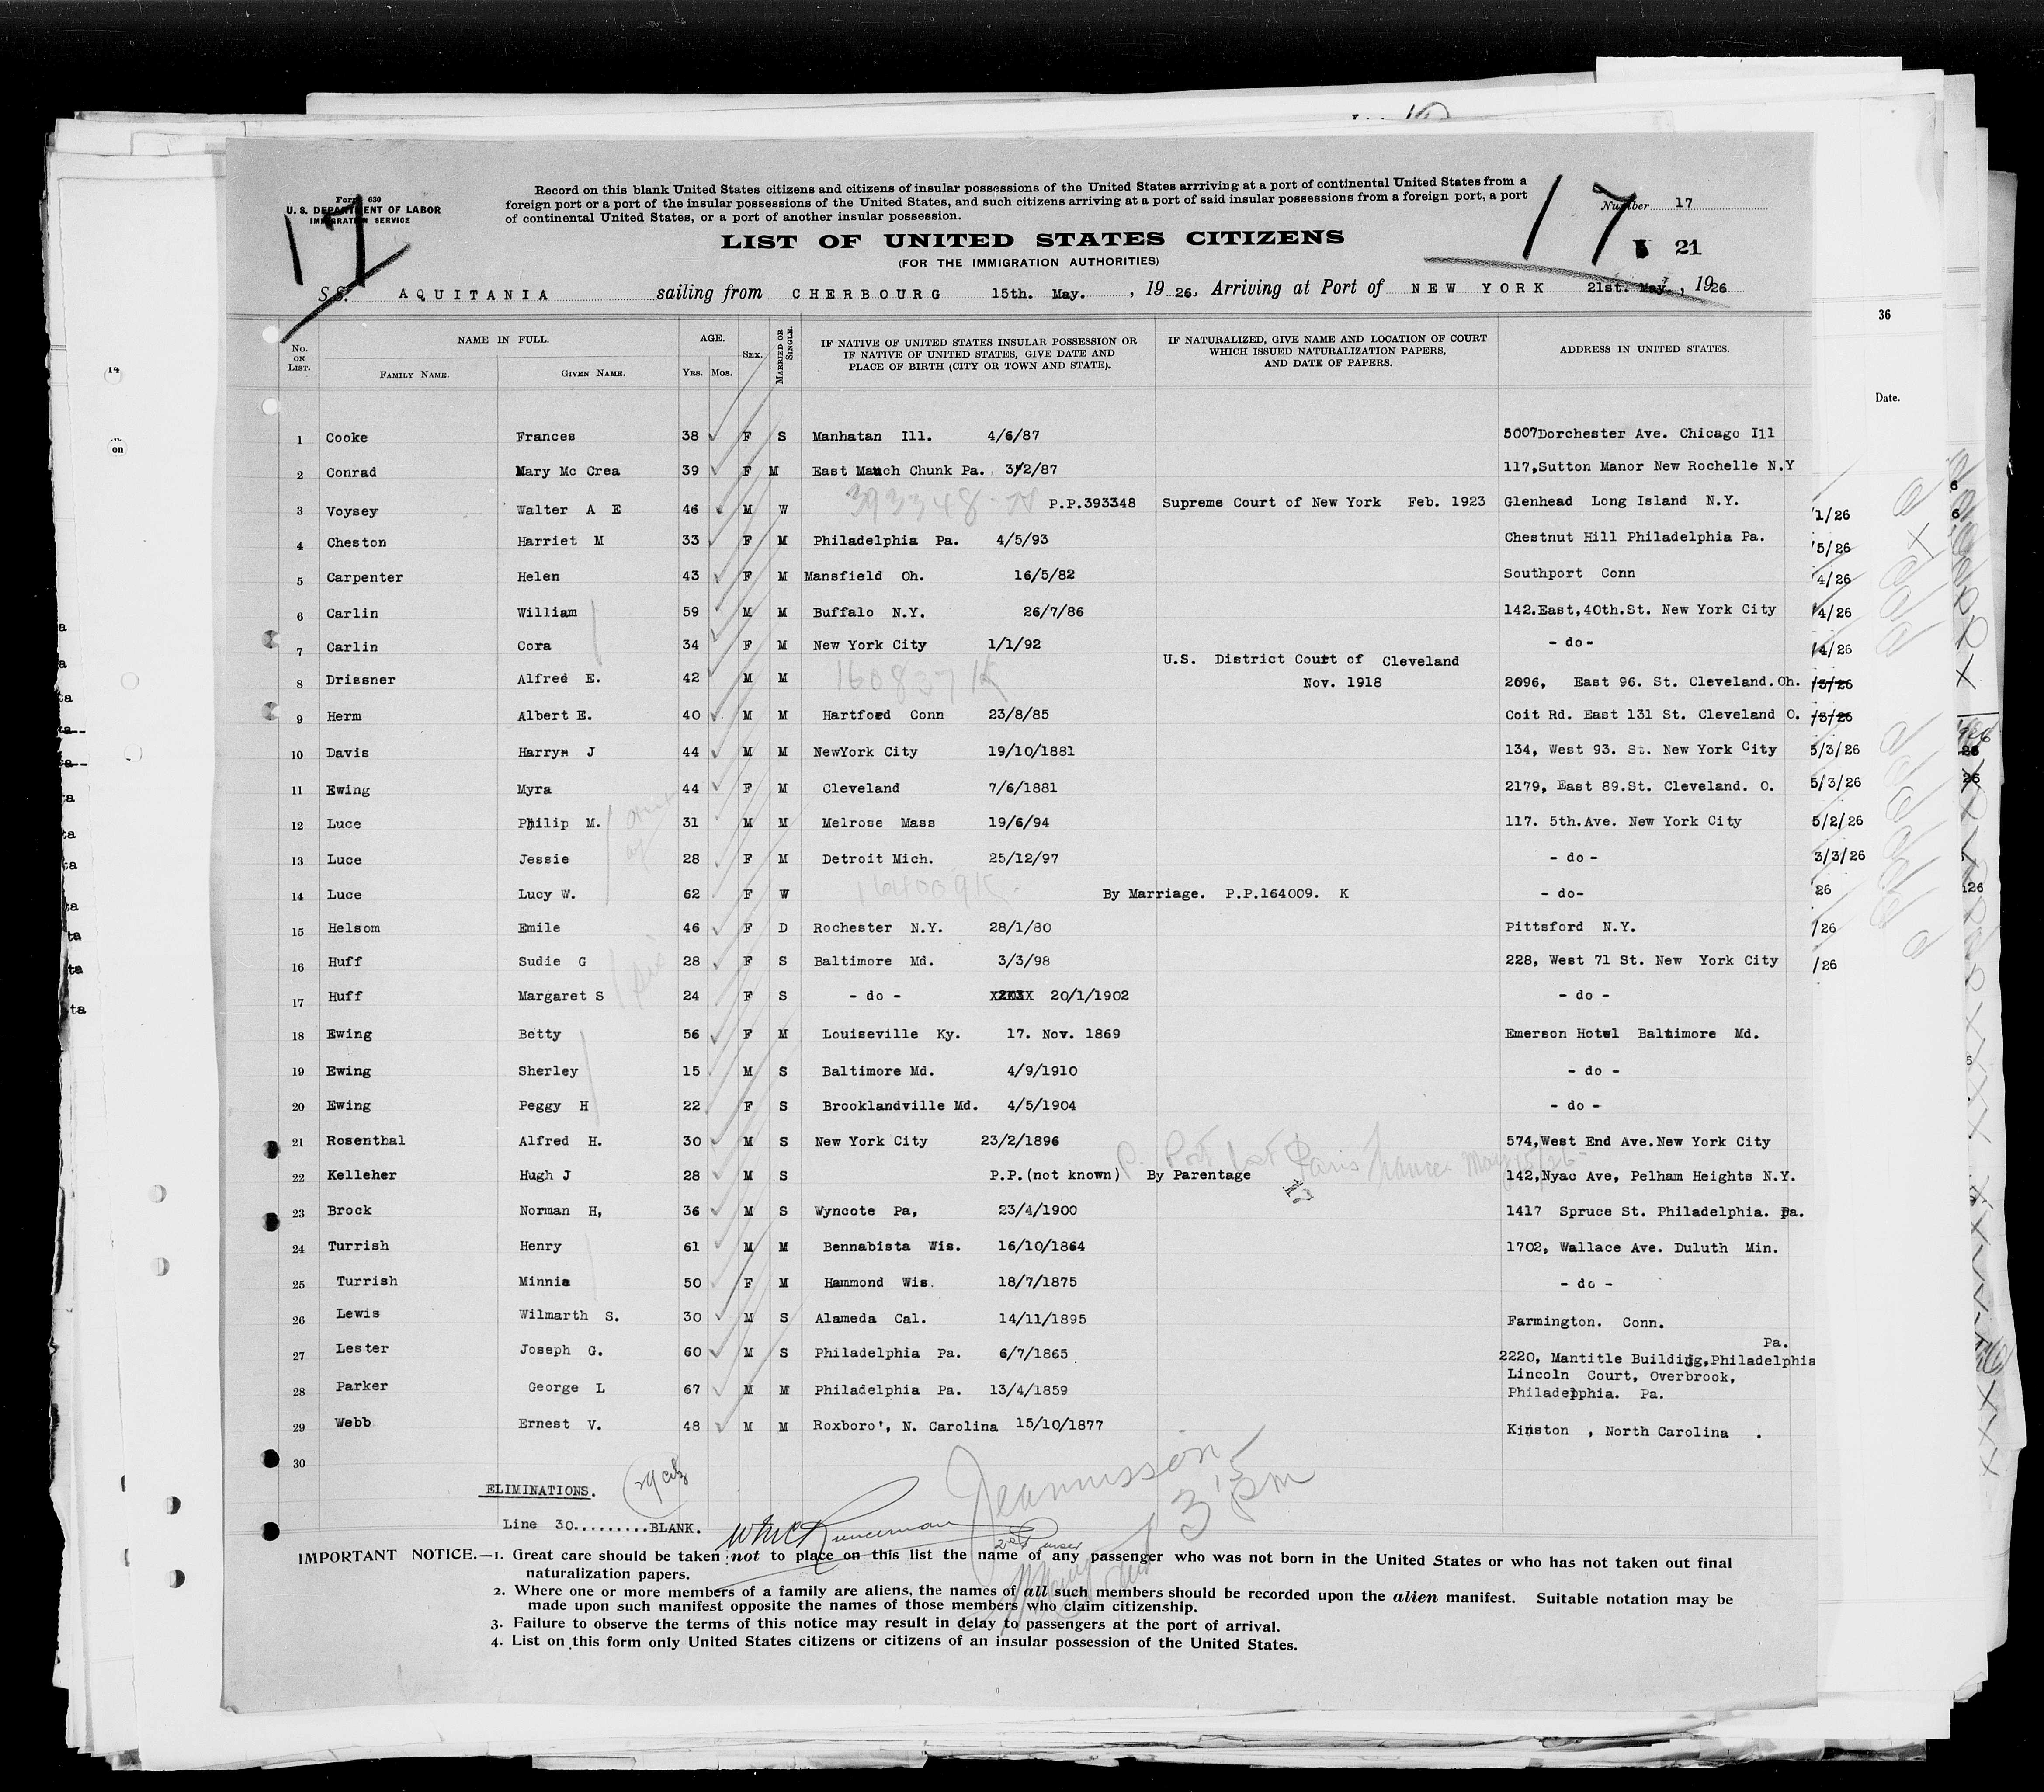 Form 630
U. S. DEPARTMENT OF LABOR
IMMIGRATION SERVICE
Record on this blank United States citizens and citizens of insular possessions of the United States arrriving at a port of continental United States from a
foreign port or a port of the insular possessions of the United States, and such citizens arriving at a port of said insular possessions from a foreign port, a port
of continental United States, or a port of another insular possession.
17
17
Number 17
21
LIST OF UNITED STATES CITIZENS
(FOR THE IMMIGRATION AUTHORITIES)
S.S. AQUITANIA sailing from CHERBOURG 15th. May. , 19 26, Arriving at Port of NEW YORK 21st. May. , 1926
No. ON LIST.
NAME IN FULL.
FAMILY NAME. GIVEN NAME.
AGE.
Yrs. Mos.
SEX.
MARRIED OR SINGLE.
IF NATIVE OF UNITED STATES INSULAR POSSESSION OR
IF NATIVE OF UNITED STATES, GIVE DATE AND
PLACE OF BIRTH (CITY OR TOWN AND STATE).
IF NATURALIZED, GIVE NAME AND LOCATION OF COURT
WHICH ISSUED NATURALIZATION PAPERS,
AND DATE OF PAPERS.
ADDRESS IN UNITED STATES.
1 Cooke Frances 38 F S Manhatan Ill. 4/6/87 5007Dorchester Ave. Chicago Ill
2 Conrad Mary Mc Crea 39 F M East Mauch Chunk Pa. 3/2/87 117,Sutton Manor New Rochelle N.Y
3 Voysey Walter A E 46 M W 393348 P.P.393348 Supreme Court of New York Feb. 1923 Glenhead Long Island N.Y.
4 Cheston Harriet M 33 F M Philadelphia Pa. 4/5/93 Chestnut Hill Philadelphia Pa.
5 Carpenter Helen 43 F M Mansfield Oh. 16/5/82 Southport Conn
6 Carlin William 59 M M Buffalo N.Y. 26/7/86 142.East,40th.St. New York City
7 Carlin Cora 34 F M New York City 1/1/92 - do -
8 Drissner Alfred E. 42 M M 160837 K U.S. District Court of Cleveland Nov. 1918 2096, East 96. St. Cleveland.Oh.
9 Herm Albert E. 40 M M Hartford Conn 23/8/85 Coit Rd. East 131 St. Cleveland O.
10 Davis Harryn J 44 M M NewYork City 19/10/1881 134, West 93. St. New York City
11 Ewing Myra 44 F M Cleveland 7/6/1881 2179, East 89.St. Cleveland. O.
12 Luce Philip M. 31 M M Melrose Mass 19/6/94 117. 5th.Ave. New York City
13 Luce Jessie 28 F M Detroit Mich. 25/12/97 - do -
14 Luce Lucy W. 62 F W 164009K By Marriage. P.P.164009. K - do-
15 Helsom Emile 46 F D Rochester N.Y. 28/1/80 Pittsford N.Y.
16 Huff Sudie G 28 F S Baltimore Md. 3/3/98 228, West 71 St. New York City
17 Huff Margaret S 24 F S - do - 20/1/1902 - do -
18 Ewing Betty 56 F M Louiseville Ky. 17. Nov. 1869 Emerson Hotel Baltimore Md.
19 Ewing Sherley 15 M S Baltimore Md. 4/9/1910 - do -
20 Ewing Peggy H 22 F S Brooklandville Md. 4/5/1904 - do -
21 Rosenthal Alfred H. 30 M S New York City 23/2/1896 574,West End Ave.New York City
P. Port Paris France May 15/26
22 Kelleher Hugh J 28 M S P.P.(not known) By Parentage 142,Nyac Ave, Pelham Heights N.Y.
23 Brock Norman H, 36 M S Wyncote Pa, 23/4/1900 1417 Spruce St. Philadelphia. Pa.
24 Turrish Henry 61 M M Bennabista Wis. 16/10/1864 1702, Wallace Ave. Duluth Min.
25 Turrish Minnie 50 F M Hammond Wis. 18/7/1875 - do -
26 Lewis Wilmarth S. 30 M S Alameda Cal. 14/11/1895 Farmington. Conn.
27 Lester Joseph G. 60 M S Philadelphia Pa. 6/7/1865 2220, Mantitle Building,Philadelphia Pa.
28 Parker George L 67 M M Philadelphia Pa. 13/4/1859 Lincoln Court, Overbrook, Philadelphia. Pa.
29 Webb Ernest V. 48 M M Roxboro', N. Carolina 15/10/1877 Kinston , North Carolina .
30
ELIMINATIONS.
Line 30.........BLANK.
IMPORTANT NOTICE.—1. Great care should be taken not to place on this list the name of any passenger who was not born in the United States or who has not taken out final
naturalization papers.
2. Where one or more members of a family are aliens, the names of all such members should be recorded upon the alien manifest. Suitable notation may be
made upon such manifest opposite the names of those members who claim citizenship.
3. Failure to observe the terms of this notice may result in delay to passengers at the port of arrival.
4. List on this form only United States citizens or citizens of an insular possession of the United States.
36
Date.
1/26
5/26
4/26
4/26
4/26
/3/26
/3/26
5/3/26
5/3/26
5/2/26
3/3/26
26
/26
/26
14
on